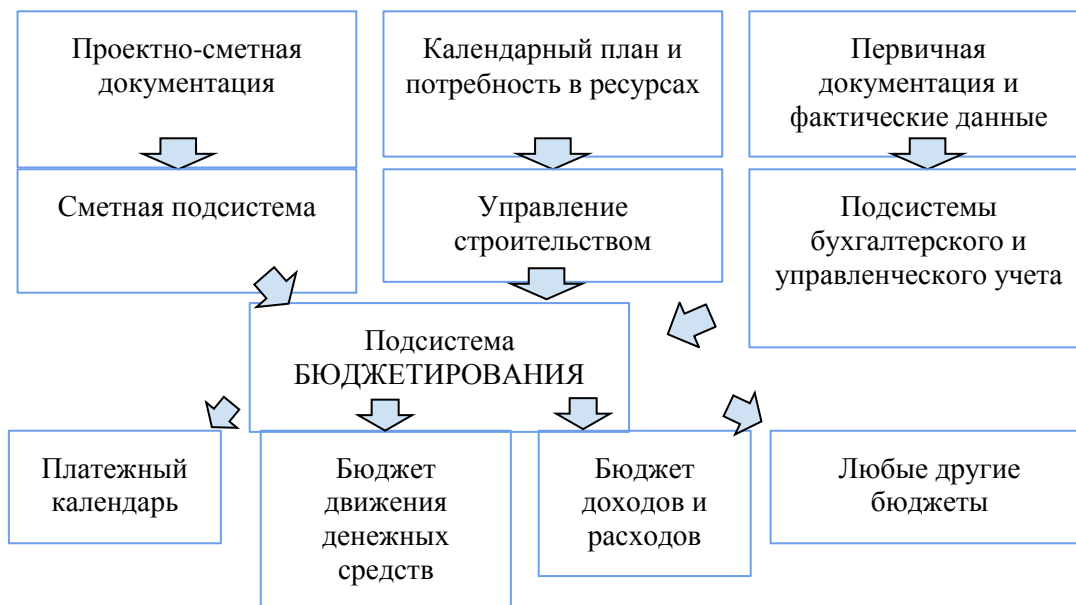 Проектно-сметная
документация
Календарный план и
потребность в ресурсах
Первичная
документация и
фактические данные
Сметная подсистема
Управление
строительством
Подсистемы
бухгалтерского и
управленческого учета
Подсистема
БЮДЖЕТИРОВАНИЯ
Платежный
календарь
Бюджет
движения
денежных
средств
Бюджет
доходов и
расходов
Любые другие
бюджеты